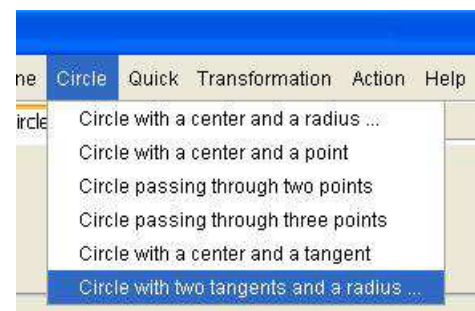 ne Circle Quick Transformation Action Help
ircle
Circle with a center and a radius ...
Circle with a center and a point
Circle passing through two points
Circle passing through three points
Circle with a center and a tangent
Circle with two tangents and a radius ...